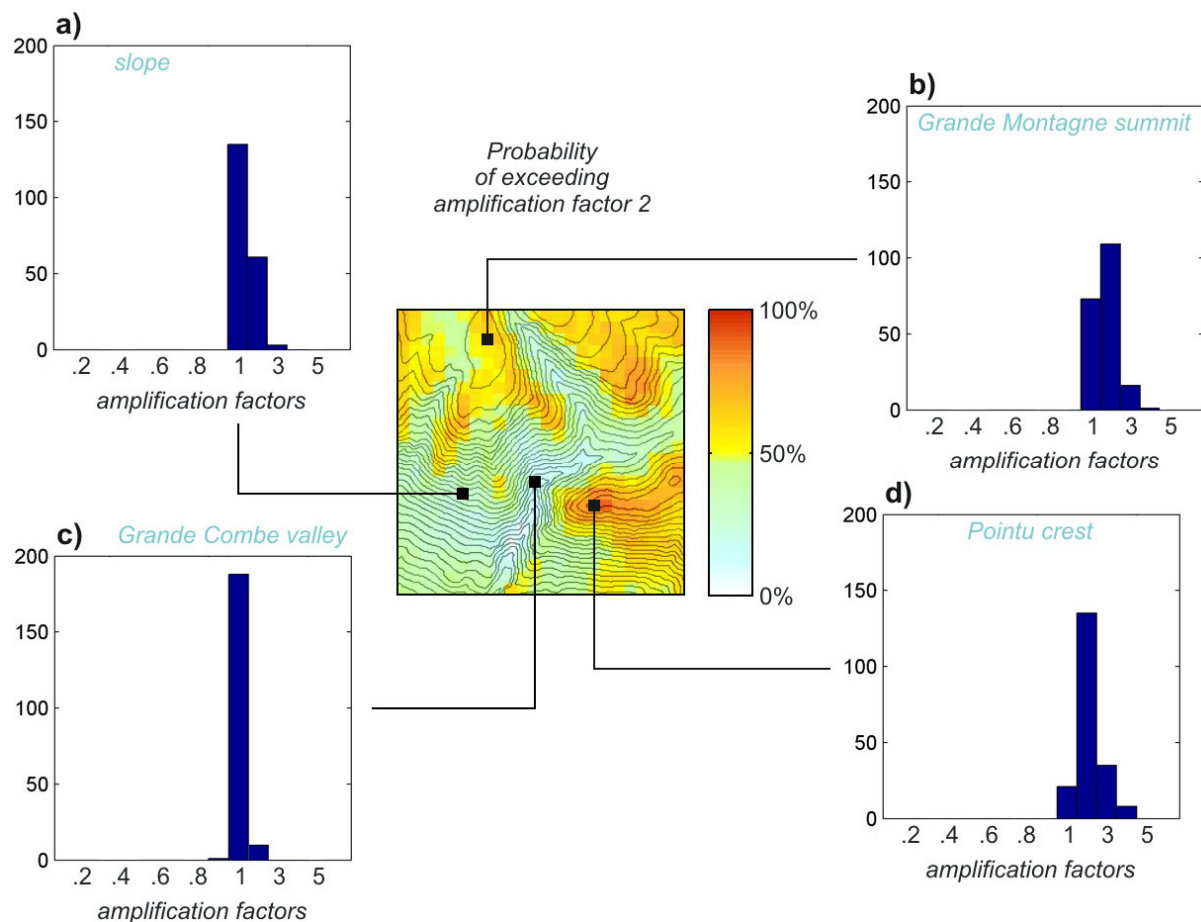 a)
200
150
100
50
0
slope
.2 .4 .6 .8 1 3 5
amplification factors
Probability
of exceeding
amplification factor 2
b)
200
150
100
50
0
Grande Montagne summit
.2 .4 .6 .8 1 3 5
amplification factors
100%
50%
0%
c)
Grande Combe valley
200
150
100
50
0
.2 .4 .6 .8 1 3 5
amplification factors
d)
200
150
100
50
0
Pointu crest
.2 .4 .6 .8 1 3 5
amplification factors